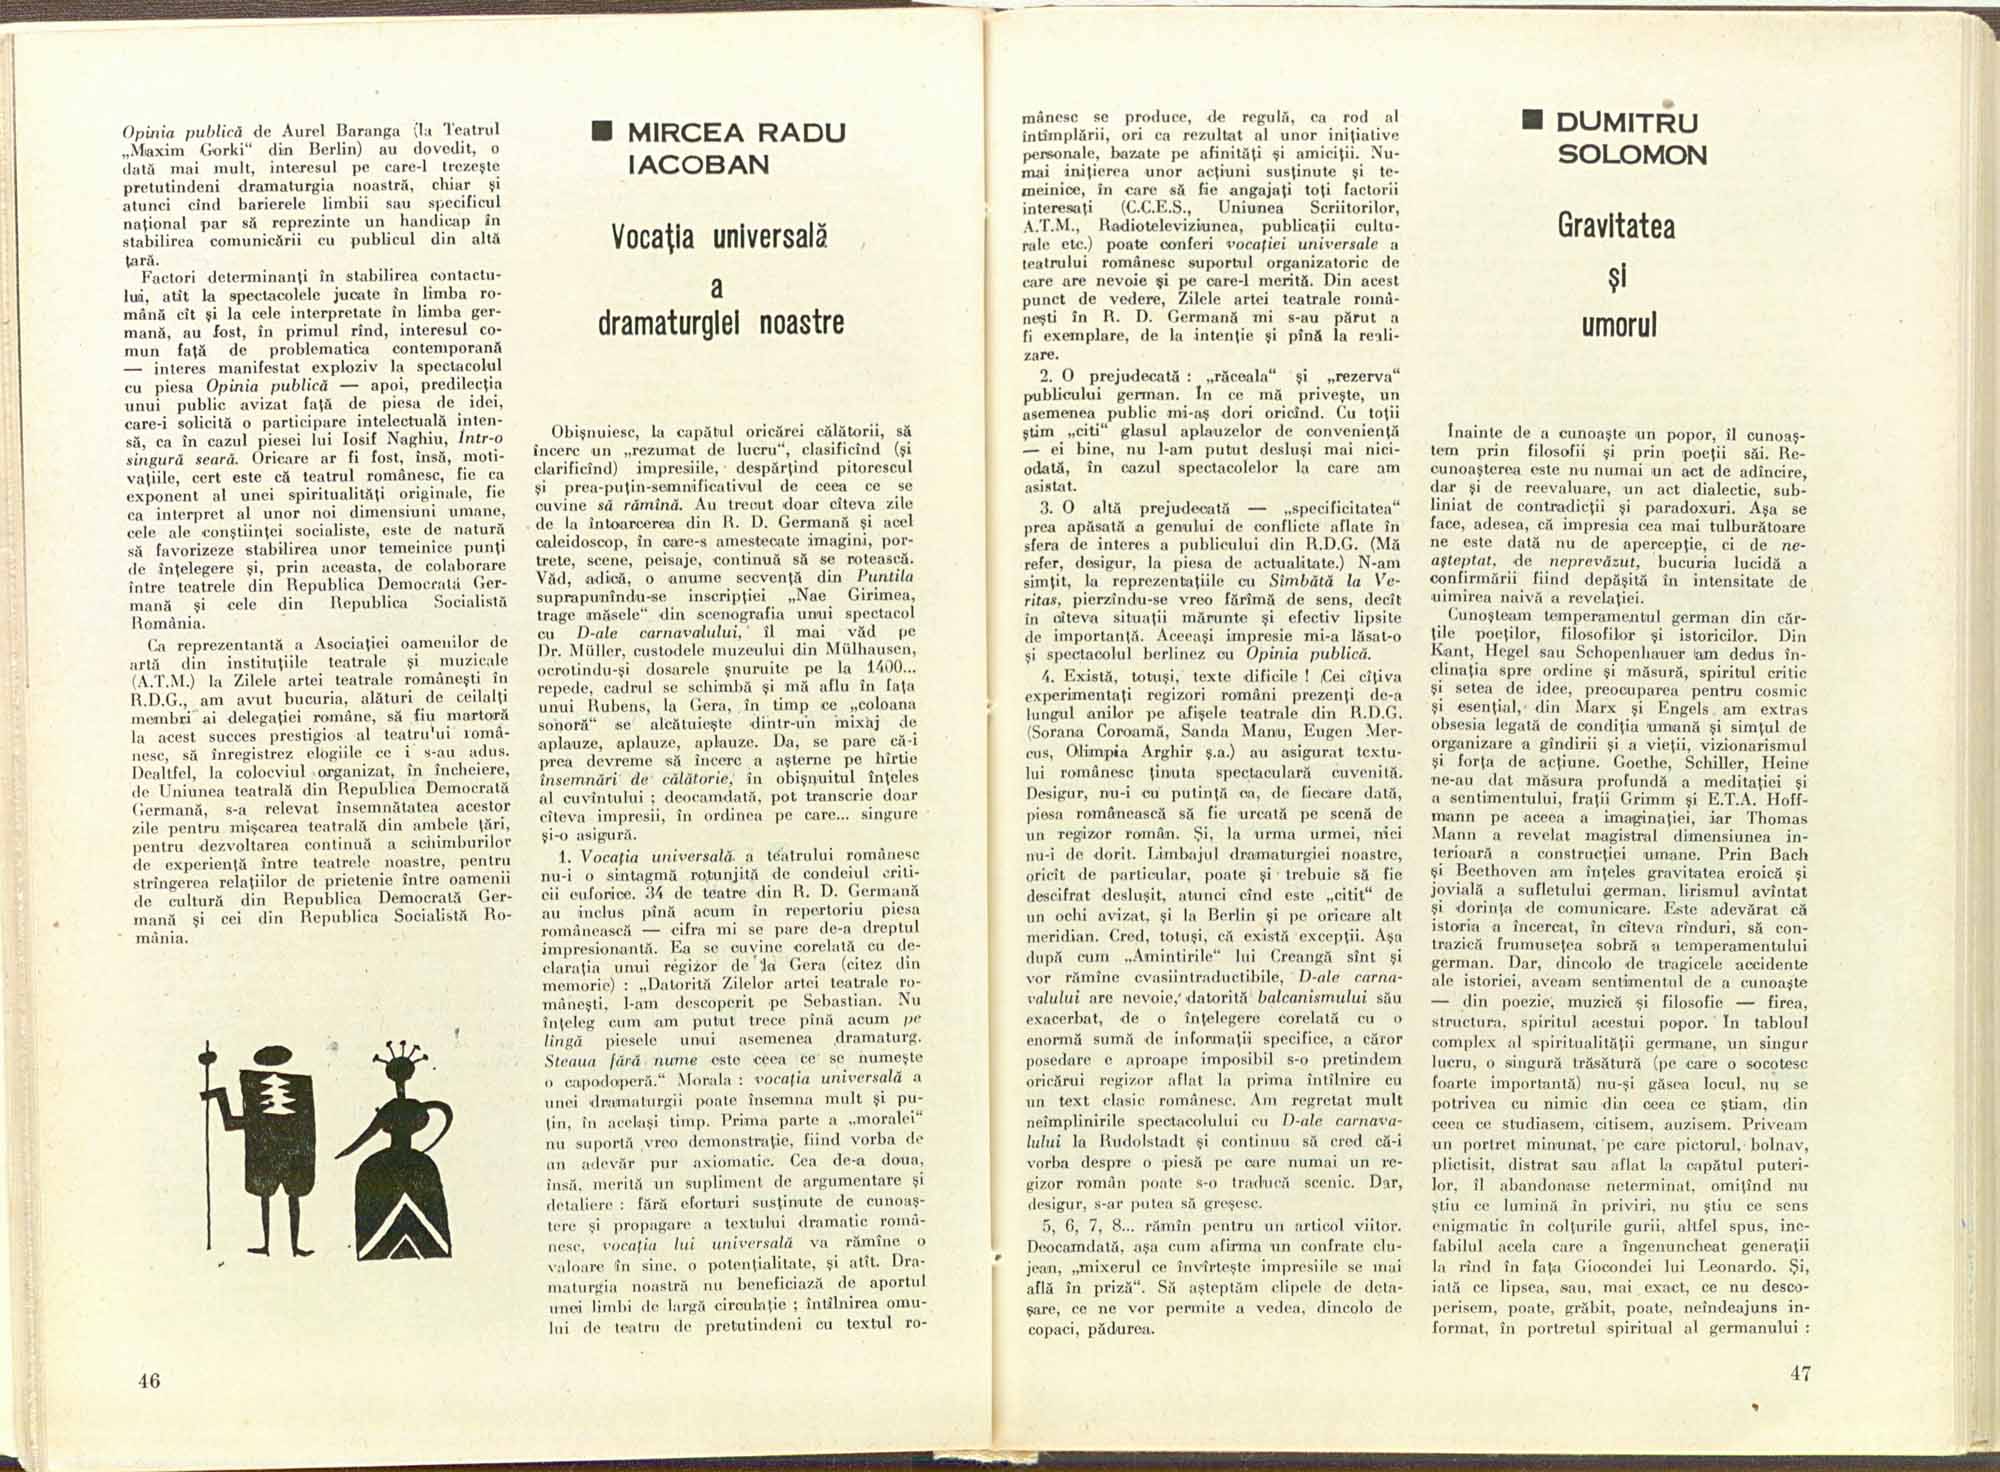 Opinia publică de Aurel Baranga (la Teatrul
„Maxim Gorki“ din Berlin) au dovedit, o
dată mai mult, interesul pe care-l trezește
pretutindeni dramaturgia noastră, chiar și
atunci cînd barierele limbii sau specificul
național par să reprezinte un handicap în
stabilirea comunicării cu publicul din altă
țară.
Factori determinanți în stabilirea contactu-
lui, atît la spectacolele jucate în limba ro-
mână cît și la cele interpretate în limba ger-
mană, au fost, în primul rînd, interesul co-
mun față de problematica contemporană
— interes manifestat exploziv la spectacolul
cu piesa Opinia publică — apoi, predilecția
unui public avizat față de piesa de idei,
care-i solicită o participare intelectuală inten-
să, ca în cazul piesei lui Iosif Naghiu, Într-o
singură seară. Oricare ar fi fost, însă, moti-
vațiile, cert este că teatrul românesc, fie ca
exponent al unei spiritualități originale, fie
ca interpret al unor noi dimensiuni umane,
cele ale conștiinței socialiste, este de natură
să favorizeze stabilirea unor temeinice punți
de înțelegere și, prin aceasta, de colaborare
între teatrele din Republica Democrată Ger-
mană și cele din Republica Socialistă
România.
Ca reprezentantă a Asociației oamenilor de
artă din instituțiile teatrale și muzicale
(A.T.M.) la Zilele artei teatrale românești în
R.D.G., am avut bucuria, alături de ceilalți
membri ai delegației române, să fiu martoră
la acest succes prestigios al teatru'ui româ-
nesc, să înregistrez elogiile ce i s-au adus.
Dealtfel, la colocviul organizat, în încheiere,
de Uniunea teatrală din Republica Democrată
Germană, s-a relevat însemnătatea acestor
zile pentru mișcarea teatrală din ambele țări,
pentru dezvoltarea continuă a schimburilor
de experiență între teatrele noastre, pentru
strîngerea relațiilor de prietenie între oamenii
de cultură din Republica Democrată Ger-
mană și cei din Republica Socialistă Ro-
mânia.
46
■ MIRCEA RADU
IACOBAN
Vocația universală
a
dramaturgiei noastre
Obișnuiesc, la capătul oricărei călătorii, să
încerc un „rezumat de lucru“, clasificînd (și
clarificînd) impresiile, despărțind pitorescul
și prea-puțin-semnificativul de ceea ce se
cuvine să rămînă. Au trecut doar cîteva zile
de la întoarcerea din R. D. Germană și acel
caleidoscop, în care-s amestecate imagini, por-
trete, scene, peisaje, continuă să se rotească.
Văd, adică, o anume secvență din Puntila
suprapunîndu-se inscripției „Nae Girimea,
trage măsele“ din scenografia unui spectacol
cu D-ale carnavalului, îl mai văd pe
Dr. Müller, custodele muzeului din Mülhausen,
ocrotindu-și dosarele șnuruite pe la 1400...
repede, cadrul se schimbă și mă aflu în fața
unui Rubens, la Gera, în timp ce „coloana
sonoră“ se alcătuiește dintr-un mixaj de
aplauze, aplauze, aplauze. Da, se pare că-i
prea devreme să încerc a așterne pe hîrtie
însemnări de călătorie, în obișnuitul înțeles
al cuvîntului ; deocamdată, pot transcrie doar
cîteva impresii, în ordinea pe care... singure
și-o asigură.
1. Vocația universală a teatrului românesc
nu-i o sintagmă rotunjită de condeiul criti-
cii euforice. 34 de teatre din R. D. Germană
au inclus pînă acum în repertoriu piesa
românească — cifra mi se pare de-a dreptul
impresionantă. Ea se cuvine corelată cu de-
clarația unui regizor de la Gera (citez din
memorie) : „Datorită Zilelor artei teatrale ro-
mânești, l-am descoperit pe Sebastian. Nu
înțeleg cum am putut trece pînă acum pe
lîngă piesele unui asemenea dramaturg.
Steaua fără nume este ceea ce se numește
o capodoperă.“ Morala : vocația universală a
unei dramaturgii poate însemna mult și pu-
țin, în același timp. Prima parte a „moralei“
nu suportă vreo demonstrație, fiind vorba de
un adevăr pur axiomatic. Cea de-a doua,
însă, merită un supliment de argumentare și
detaliere : fără eforturi susținute de cunoaș-
tere și propagare a textului dramatic româ-
nesc, vocația lui universală va rămîne o
valoare în sine, o potențialitate, și atît. Dra-
maturgia noastră nu beneficiază de aportul
unei limbi de largă circulație ; întîlnirea omu-
lui de teatru de pretutindeni cu textul ro-
mânesc se produce, de regulă, ca rod al
întîmplării, ori ca rezultat al unor inițiative
personale, bazate pe afinități și amiciții. Nu-
mai inițierea unor acțiuni susținute și te-
meinice, în care să fie angajați toți factorii
interesați (C.C.E.S., Uniunea Scriitorilor,
A.T.M., Radioteleviziunea, publicații cultu-
rale etc.) poate conferi vocației universale a
teatrului românesc suportul organizatoric de
care are nevoie și pe care-l merită. Din acest
punct de vedere, Zilele artei teatrale româ-
nești în R. D. Germană mi s-au părut a
fi exemplare, de la intenție și pînă la reali-
zare.
2. O prejudecată : „răceala“ și „rezerva“
publicului german. În ce mă privește, un
asemenea public mi-aș dori oricînd. Cu toții
știm „citi“ glasul aplauzelor de conveniență
— ei bine, nu l-am putut desluși mai nici-
odată, în cazul spectacolelor la care am
asistat.
3. O altă prejudecată — „specificitatea“
prea apăsată a genului de conflicte aflate în
sfera de interes a publicului din R.D.G. (Mă
refer, desigur, la piesa de actualitate.) N-am
simțit, la reprezentațiile cu Sîmbătă la Ve-
ritas, pierzîndu-se vreo fărîmă de sens, decît
în cîteva situații mărunte și efectiv lipsite
de importanță. Aceeași impresie mi-a lăsat-o
și spectacolul berlinez cu Opinia publică.
4. Există, totuși, texte dificile ! Cei cîțiva
experimentați regizori români prezenți de-a
lungul anilor pe afișele teatrale din R.D.G.
(Sorana Coroamă, Sanda Manu, Eugen Mer-
cus, Olimpia Arghir ș.a.) au asigurat textu-
lui românesc ținuta spectaculară cuvenită.
Desigur, nu-i cu putință ca, de fiecare dată,
piesa românească să fie urcată pe scenă de
un regizor român. Și, la urma urmei, nici
nu-i de dorit. Limbajul dramaturgiei noastre,
oricît de particular, poate și trebuie să fie
descifrat deslușit, atunci cînd este „citit“ de
un ochi avizat, și la Berlin și pe oricare alt
meridian. Cred, totuși, că există excepții. Așa
după cum „Amintirile“ lui Creangă sînt și
vor rămîne cvasiintraductibile, D-ale carna-
valului are nevoie, datorită balcanismului său
exacerbat, de o înțelegere corelată cu o
enormă sumă de informații specifice, a căror
posedare e aproape imposibil s-o pretindem
oricărui regizor aflat la prima întîlnire cu
un text clasic românesc. Am regretat mult
neîmplinirile spectacolului cu D-ale carnava-
lului la Rudolstadt și continuu să cred că-i
vorba despre o piesă pe care numai un re-
gizor român poate s-o traducă scenic. Dar,
desigur, s-ar putea să greșesc.
5, 6, 7, 8... rămîn pentru un articol viitor.
Deocamdată, așa cum afirma un confrate clu-
jean, „mixerul ce învîrtește impresiile se mai
află în priză“. Să așteptăm clipele de deta-
șare, ce ne vor permite a vedea, dincolo de
copaci, pădurea.
■ DUMITRU
SOLOMON
Gravitatea
și
umorul
Înainte de a cunoaște un popor, îl cunoaș-
tem prin filosofii și prin poeții săi. Re-
cunoașterea este nu numai un act de adîncire,
dar și de reevaluare, un act dialectic, sub-
liniat de contradicții și paradoxuri. Așa se
face, adesea, că impresia cea mai tulburătoare
ne este dată nu de apercepție, ci de ne-
așteptat, de neprevăzut, bucuria lucidă a
confirmării fiind depășită în intensitate de
uimirea naivă a revelației.
Cunoșteam temperamentul german din căr-
țile poeților, filosofilor și istoricilor. Din
Kant, Hegel sau Schopenhauer am dedus în-
clinația spre ordine și măsură, spiritul critic
și setea de idee, preocuparea pentru cosmic
și esențial, din Marx și Engels am extras
obsesia legată de condiția umană și simțul de
organizare a gîndirii și a vieții, vizionarismul
și forța de acțiune. Goethe, Schiller, Heine
ne-au dat măsura profundă a meditației și
a sentimentului, frații Grimm și E.T.A. Hoff-
mann pe aceea a imaginației, iar Thomas
Mann a revelat magistral dimensiunea in-
terioară a construcției umane. Prin Bach
și Beethoven am înțeles gravitatea eroică și
jovială a sufletului german, lirismul avîntat
și dorința de comunicare. Este adevărat că
istoria a încercat, în cîteva rînduri, să con-
trazică frumusețea sobră a temperamentului
german. Dar, dincolo de tragicele accidente
ale istoriei, aveam sentimentul de a cunoaște
— din poezie, muzică și filosofie — firea,
structura, spiritul acestui popor. În tabloul
complex al spiritualității germane, un singur
lucru, o singură trăsătură (pe care o socotesc
foarte importantă) nu-și găsea locul, nu se
potrivea cu nimic din ceea ce știam, din
ceea ce studiasem, citisem, auzisem. Priveam
un portret minunat, pe care pictorul, bolnav,
plictisit, distrat sau aflat la capătul puteri-
lor, îl abandonase neterminat, omițînd nu
știu ce lumină în priviri, nu știu ce sens
enigmatic în colțurile gurii, altfel spus, ine-
fabilul acela care a îngenuncheat generații
la rînd în fața Giocondei lui Leonardo. Și,
iată ce lipsea, sau, mai exact, ce nu desco-
perisem, poate, grăbit, poate, neîndeajuns in-
format, în portretul spiritual al germanului :
47